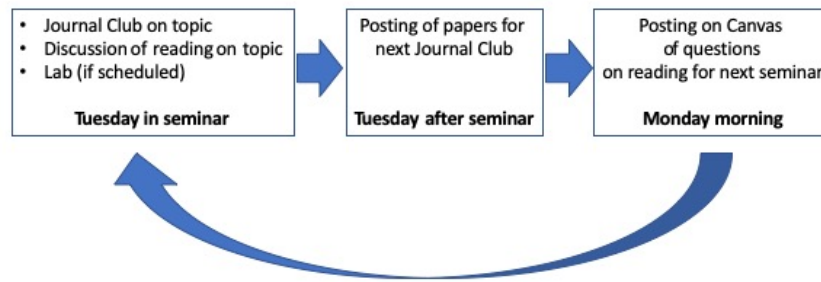 • Journal Club on topic
• Discussion of reading on topic
• Lab (if scheduled)
Tuesday in seminar
Posting of papers for
next Journal Club
Tuesday after seminar
Posting on Canvas
of questions
on reading for next seminar
Monday morning